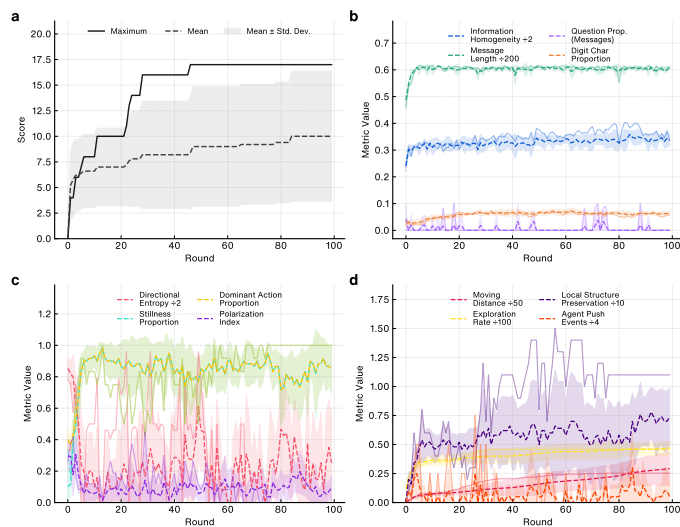 a
Maximum
Mean
Mean ± Std. Dev.
20.0
17.5
15.0
12.5
10.0
7.5
5.0
2.5
0.0
Score
0
20
40
60
80
100
Round
b
Information
Homogeneity ÷2
Message
Length ÷200
Question Prop.
(Messages)
Digit Char
Proportion
0.7
0.6
0.5
0.4
0.3
0.2
0.1
0.0
Metric Value
0
20
40
60
80
100
Round
c
Directional
Entropy ÷2
Stillness
Proportion
Dominant Action
Proportion
Polarization
Index
1.2
1.0
0.8
0.6
0.4
0.2
0.0
Metric Value
0
20
40
60
80
100
Round
d
Moving
Distance ÷50
Exploration
Rate ÷100
Local Structure
Preservation ÷10
Agent Push
Events ÷4
1.75
1.50
1.25
1.00
0.75
0.50
0.25
0.00
Metric Value
0
20
40
60
80
100
Round